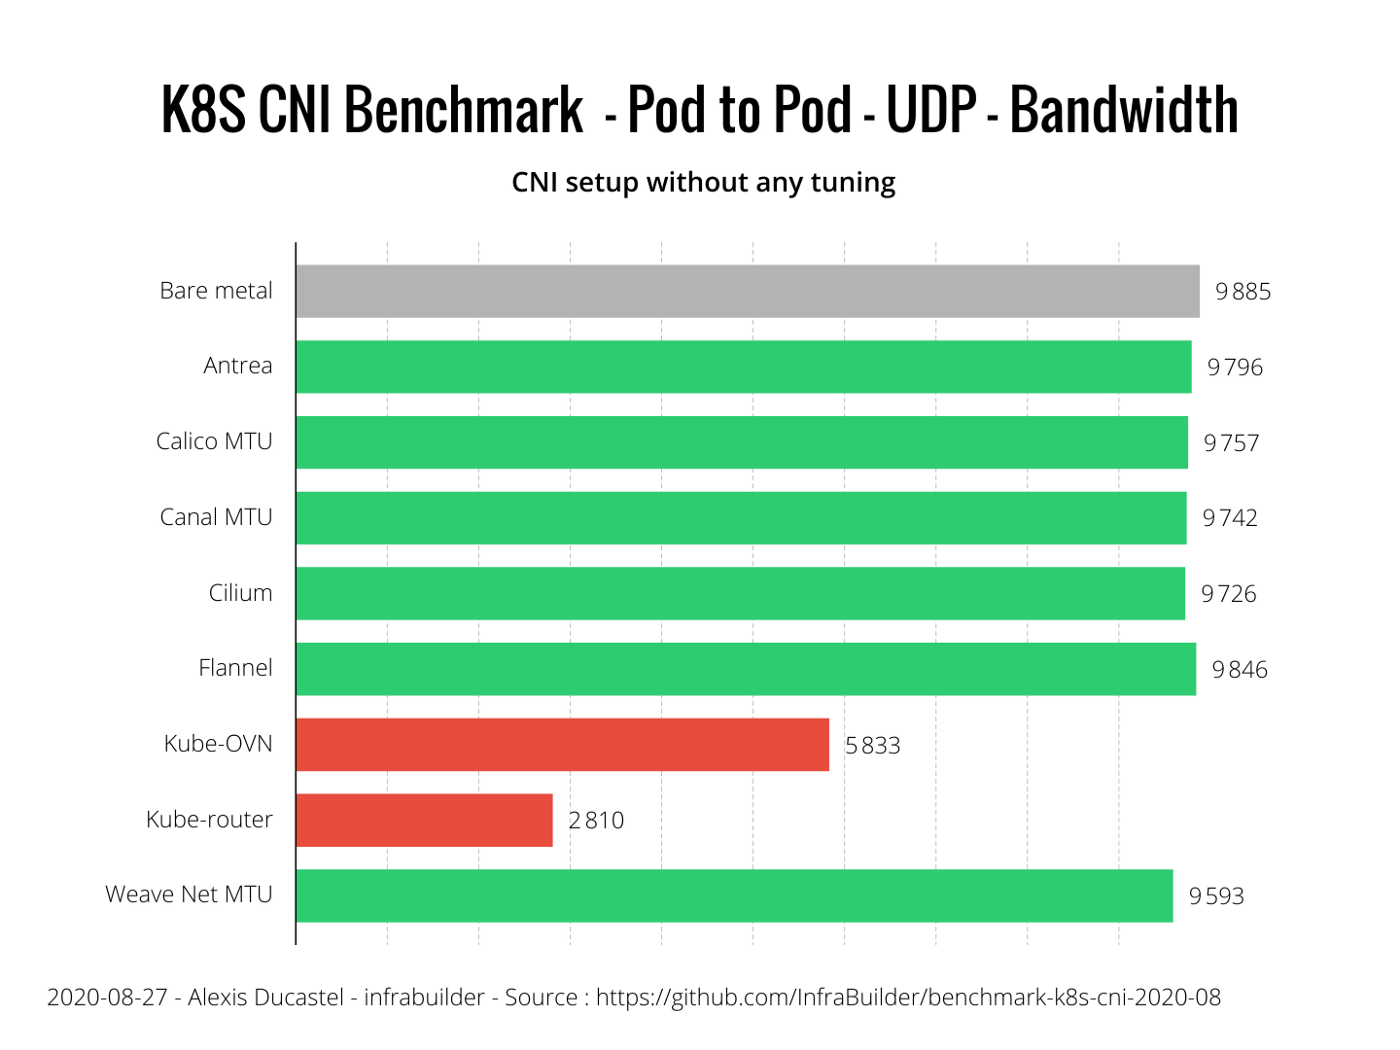 K8S CNI Benchmark - Pod to Pod - UDP - Bandwidth
CNI setup without any tuning
Bare metal 9 885
Antrea 9 796
Calico MTU 9 757
Canal MTU 9 742
Cilium 9 726
Flannel 9 846
Kube-OVN 5 833
Kube-router 2 810
Weave Net MTU 9 593
2020-08-27 - Alexis Ducastel - infrabuilder - Source : https://github.com/InfraBuilder/benchmark-k8s-cni-2020-08